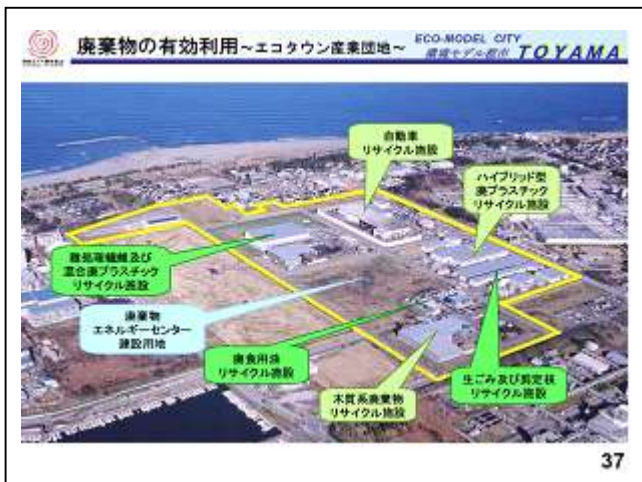 廃棄物の有効利用～エコタウン産業団地～
ECO-MODEL CITY
環境モデル都市 TOYAMA
自動車
リサイクル施設
ハイブリッド型
廃プラスチック
リサイクル施設
難処理繊維及び
混合廃プラスチック
リサイクル施設
廃棄物
エネルギーセンター
建設用地
廃食用油
リサイクル施設
木質系廃棄物
リサイクル施設
生ごみ及び剪定枝
リサイクル施設
37